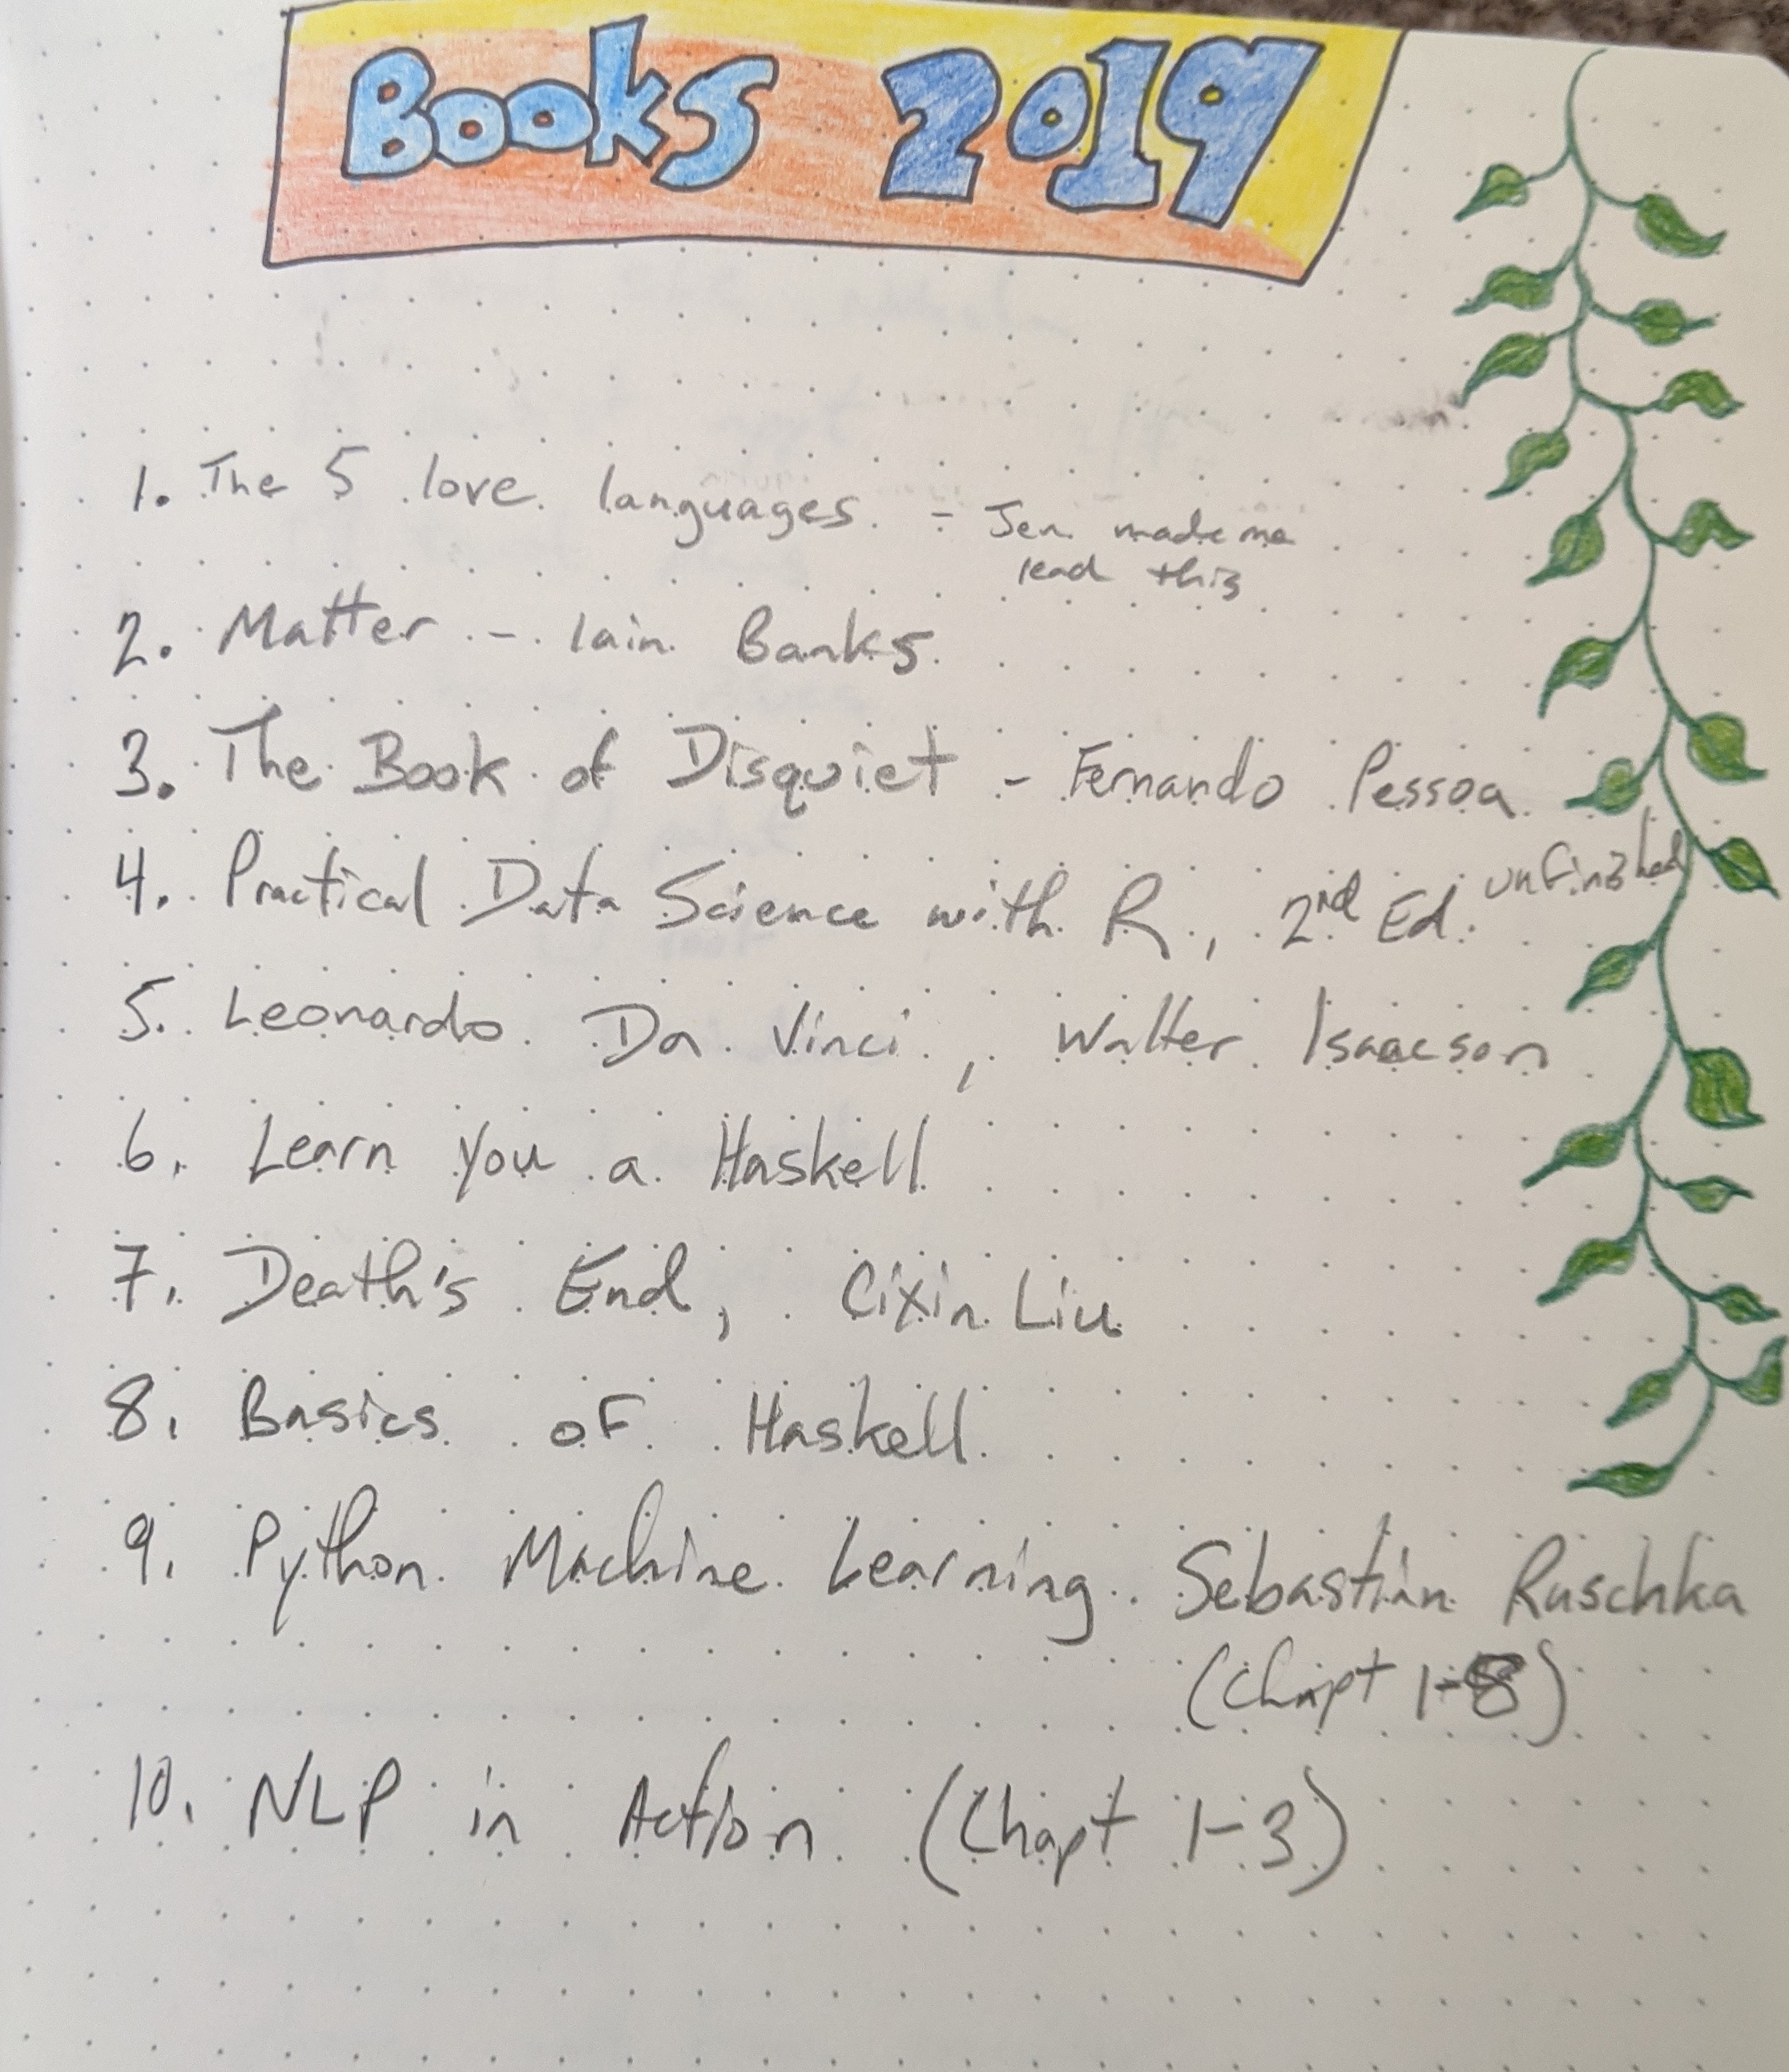 Books 2019
1. The 5 love languages - Jen made me
read this
2. Matter - Iain Banks
3. The Book of Disquiet - Fernando Pessoa
4. Practical Data Science with R, 2nd Ed. unfinished
5. Leonardo Da Vinci, Walter Isaacson
6. Learn You a Haskell
7. Death's End, Cixin Liu
8. Basics of Haskell
9. Python Machine Learning Sebastian Ruschka
(Chapt 1-8)
10. NLP in Action (Chapt 1-3)